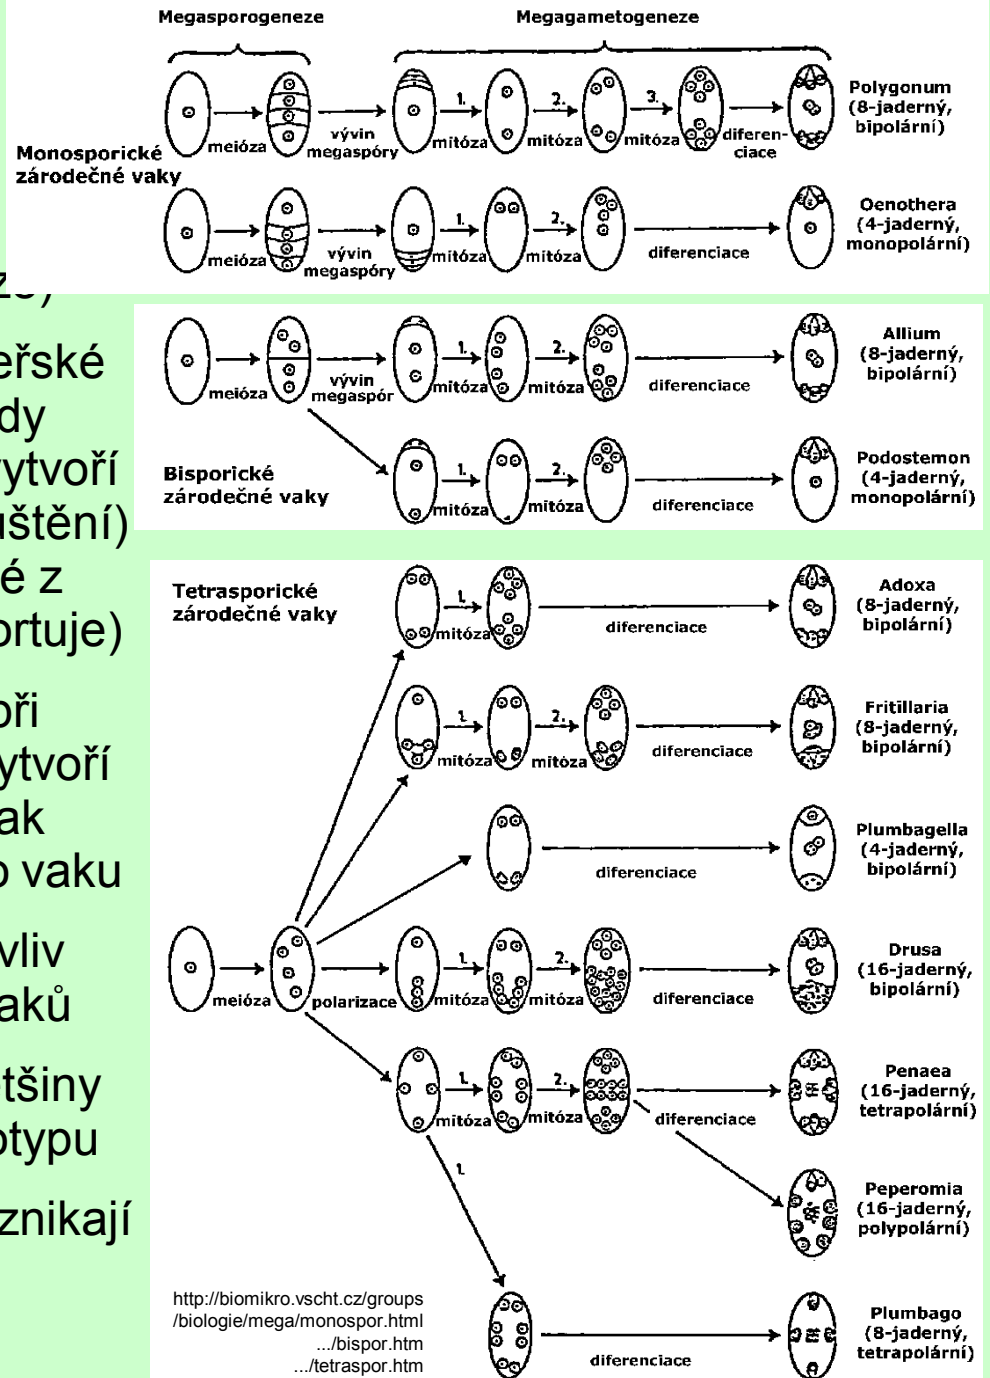 Megasporogeneze
Megagametogeneze
Monosporické
zárodečné vaky
meióza
vývin
megaspóry
1.
mitóza
2.
mitóza
3.
mitóza
diferen-
ciace
Polygonum
(8-jaderný,
bipolární)
meióza
vývin
megaspóry
1.
mitóza
2.
mitóza
diferenciace
Oenothera
(4-jaderný,
monopolární)
eřské
dy
vytvoří
uštění)
é z
ortuje)
oři
vytvoří
ak
o vaku
vliv
aků
ětšiny
otypu
znikají
meióza
vývin
megaspór
1.
mitóza
2.
mitóza
diferenciace
Allium
(8-jaderný,
bipolární)
Bisporické
zárodečné vaky
1.
mitóza
2.
mitóza
diferenciace
Podostemon
(4-jaderný,
monopolární)
Tetrasporické
zárodečné vaky
1.
mitóza
diferenciace
Adoxa
(8-jaderný,
bipolární)
1.
mitóza
2.
mitóza
diferenciace
Fritillaria
(8-jaderný,
bipolární)
diferenciace
Plumbagella
(4-jaderný,
bipolární)
meióza
polarizace
1.
mitóza
2.
mitóza
diferenciace
Drusa
(16-jaderný,
bipolární)
1.
mitóza
2.
mitóza
diferenciace
Penaea
(16-jaderný,
tetrapolární)
Peperomia
(16-jaderný,
polypolární)
1.
diferenciace
Plumbago
(8-jaderný,
tetrapolární)
http://biomikro.vscht.cz/groups
/biologie/mega/monospor.html
.../bispor.htm
.../tetraspor.htm